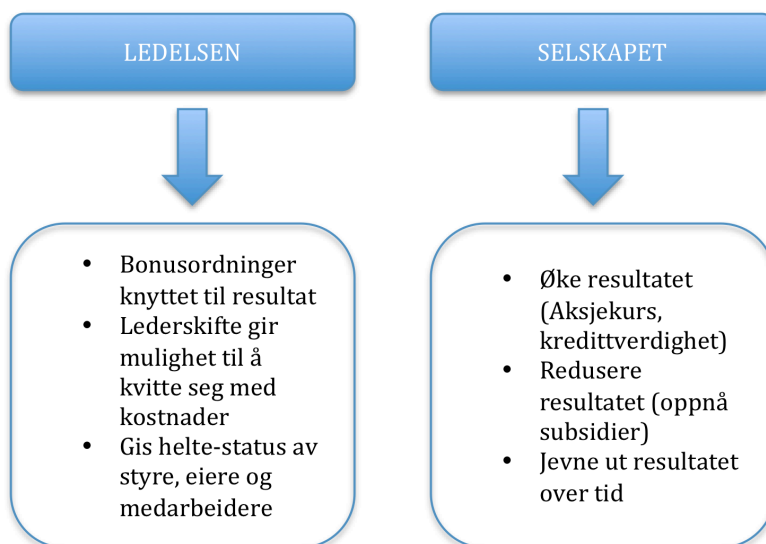 LEDELSEN
• Bonusordninger
knyttet til resultat
• Lederskifte gir
mulighet til å
kvitte seg med
kostnader
• Gis helte-status av
styre, eiere og
medarbeidere
SELSKAPET
• Øke resultatet
(Aksjekurs,
kredittverdighet)
• Redusere
resultatet (oppnå
subsidier)
• Jevne ut resultatet
over tid